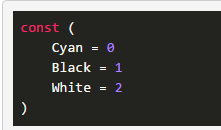 const (
    Cyan = 0
    Black = 1
    White = 2
)